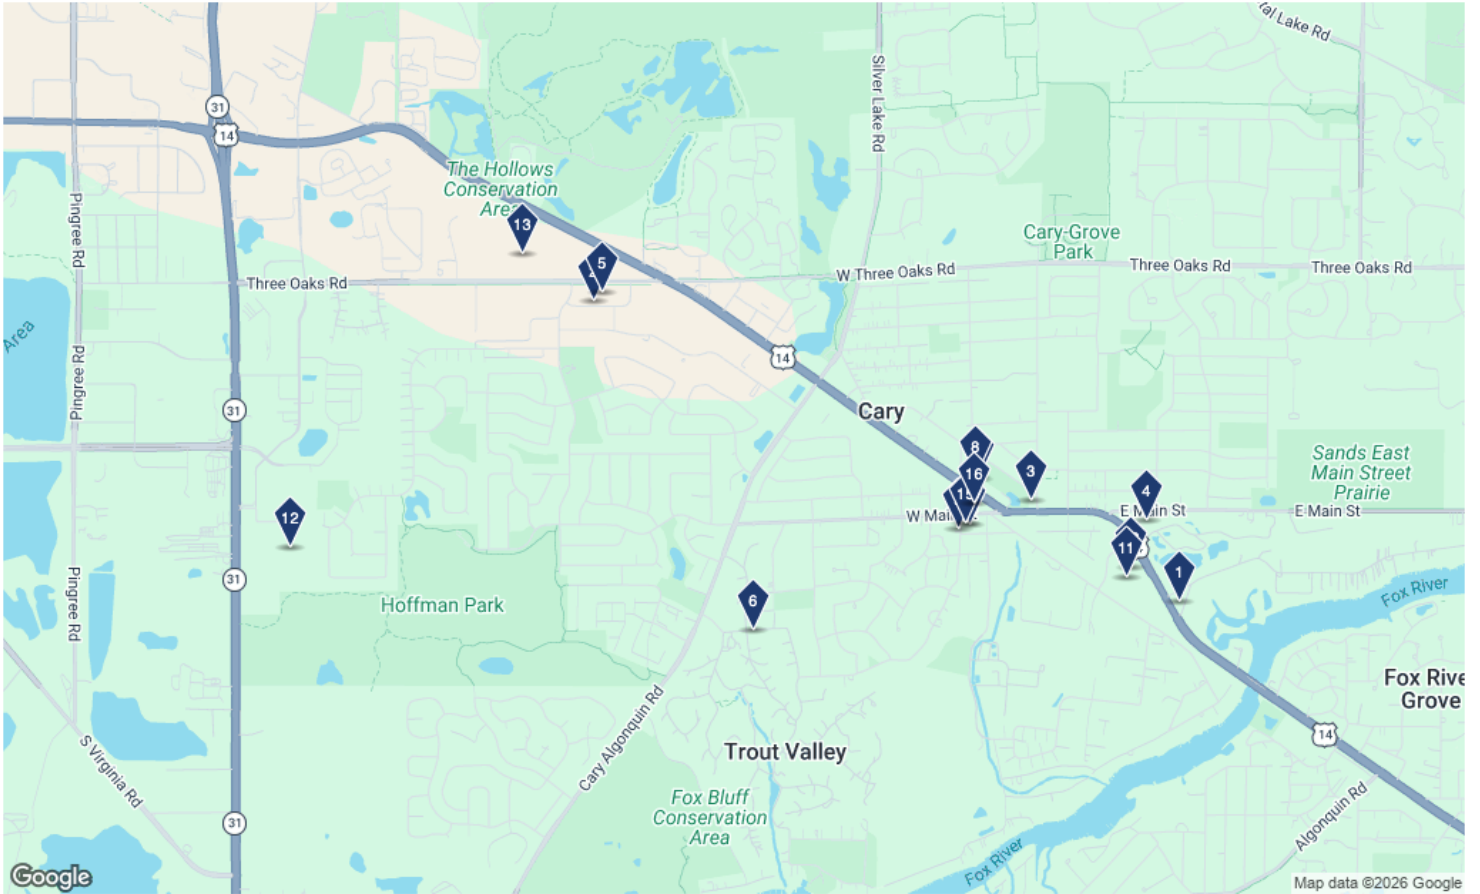 tal Lake Rd
31
14
Silver Lake Rd
The Hollows
Conservation
Area
Pingree Rd
13
Cary-Grove
Park
5
W Three Oaks Rd
Three Oaks Rd
Three Oaks Rd
Three Oaks Rd
Area
14
Pingree Rd
31
Cary
8
16
3
Sands East
Main Street
Prairie
4
15
W Main
E Main St
E Main St
12
11
1
31
Pingree Rd
Hoffman Park
6
Fox River
Fox Rive
Grove
Cary Algonquin Rd
14
Trout Valley
S Virginia Rd
Fox Bluff
Conservation
Area
31
Algonquin Rd
Fox River
Google
Map data ©2026 Google